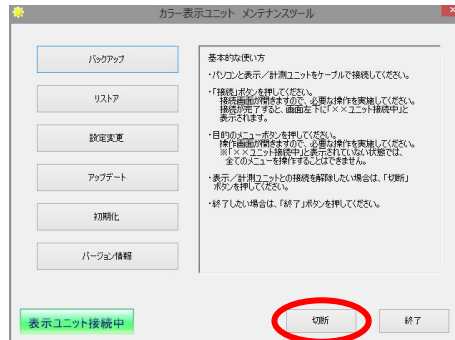 カラー表示ユニット メンテナンスツール
バックアップ
リストア
設定変更
アップデート
初期化
バージョン情報
基本的な使い方
・パソコンと表示／計測ユニットをケーブルで接続してください。
・「接続」ボタンを押してください。
接続画面が開きますので、必要な操作を実施してください。
接続が完了すると、画面左下に「××ユニット接続中」と
表示されます。
・目的のメニューボタンを押してください。
操作画面が開きますので、必要な操作を実施してください。
※「××ユニット接続中」と表示されていない状態では、
全てのメニューを操作することはできません。
・表示／計測ユニットとの接続を解除したい場合は、「切断」
ボタンを押してください。
・終了したい場合は、「終了」ボタンを押してください。
表示ユニット接続中
切断
終了